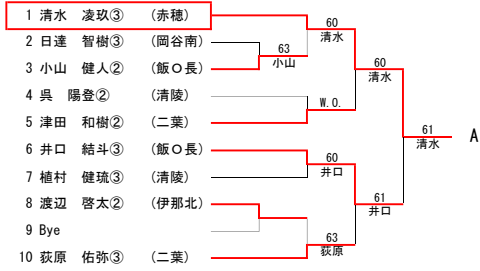 1 清水 凌玖③ (赤穂)
2 日達 智樹③ (岡谷南)
3 小山 健人② (飯O長)
4 呉 陽登② (清陵)
5 津田 和樹② (二葉)
6 井口 結斗③ (飯O長)
7 植村 健琉③ (清陵)
8 渡辺 啓太② (伊那北)
9 Bye
10 荻原 佑弥③ (二葉)
63
小山
60
清水
W.O.
60
井口
63
荻原
60
清水
61
井口
61
清水
A